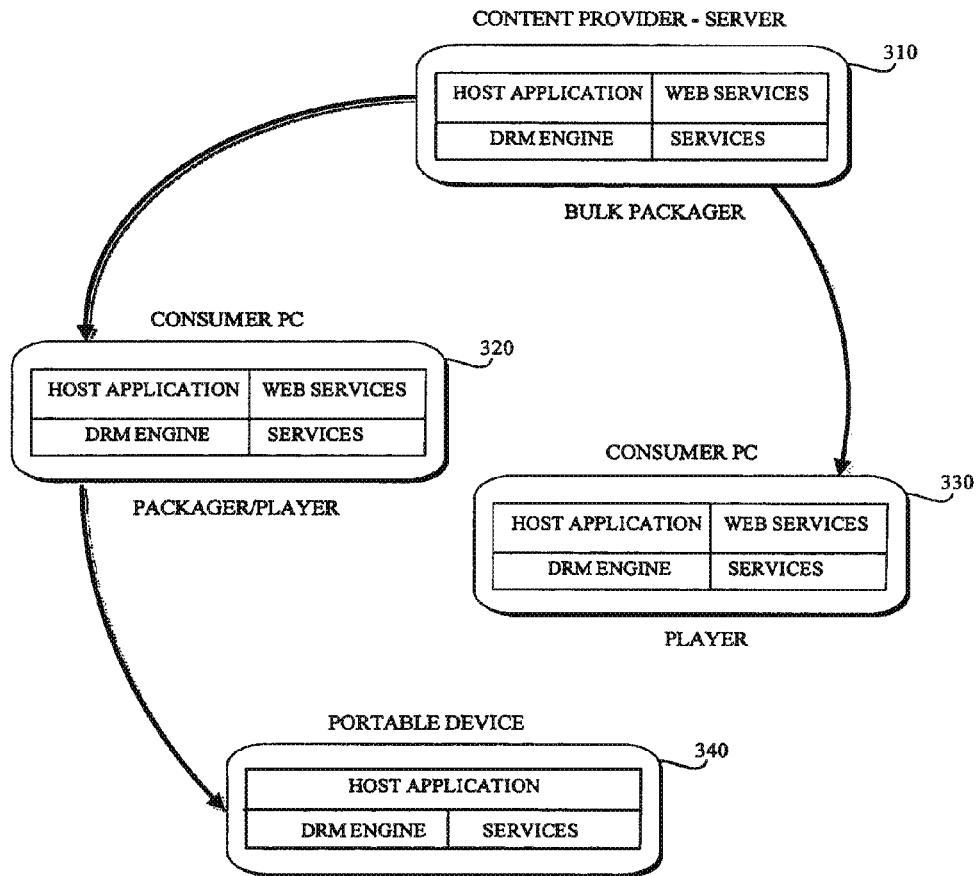 CONTENT PROVIDER - SERVER
310
HOST APPLICATION WEB SERVICES
DRM ENGINE SERVICES
BULK PACKAGER
CONSUMER PC
320
HOST APPLICATION WEB SERVICES
DRM ENGINE SERVICES
PACKAGER/PLAYER
CONSUMER PC
330
HOST APPLICATION WEB SERVICES
DRM ENGINE SERVICES
PLAYER
PORTABLE DEVICE
340
HOST APPLICATION
DRM ENGINE SERVICES